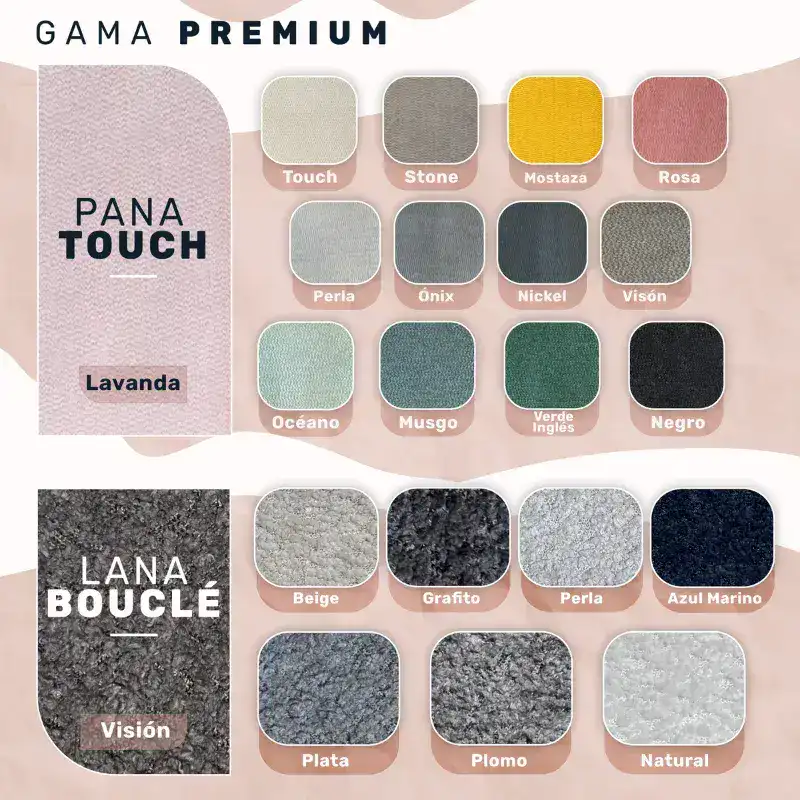 GAMA PREMIUM
PANA
TOUCH
Lavanda
Touch
Stone
Mostaza
Rosa
Perla
Ónix
Nickel
Visón
Océano
Musgo
Verde
Inglés
Negro
LANA
BOUCLÉ
Visión
Beige
Grafito
Perla
Azul Marino
Plata
Plomo
Natural